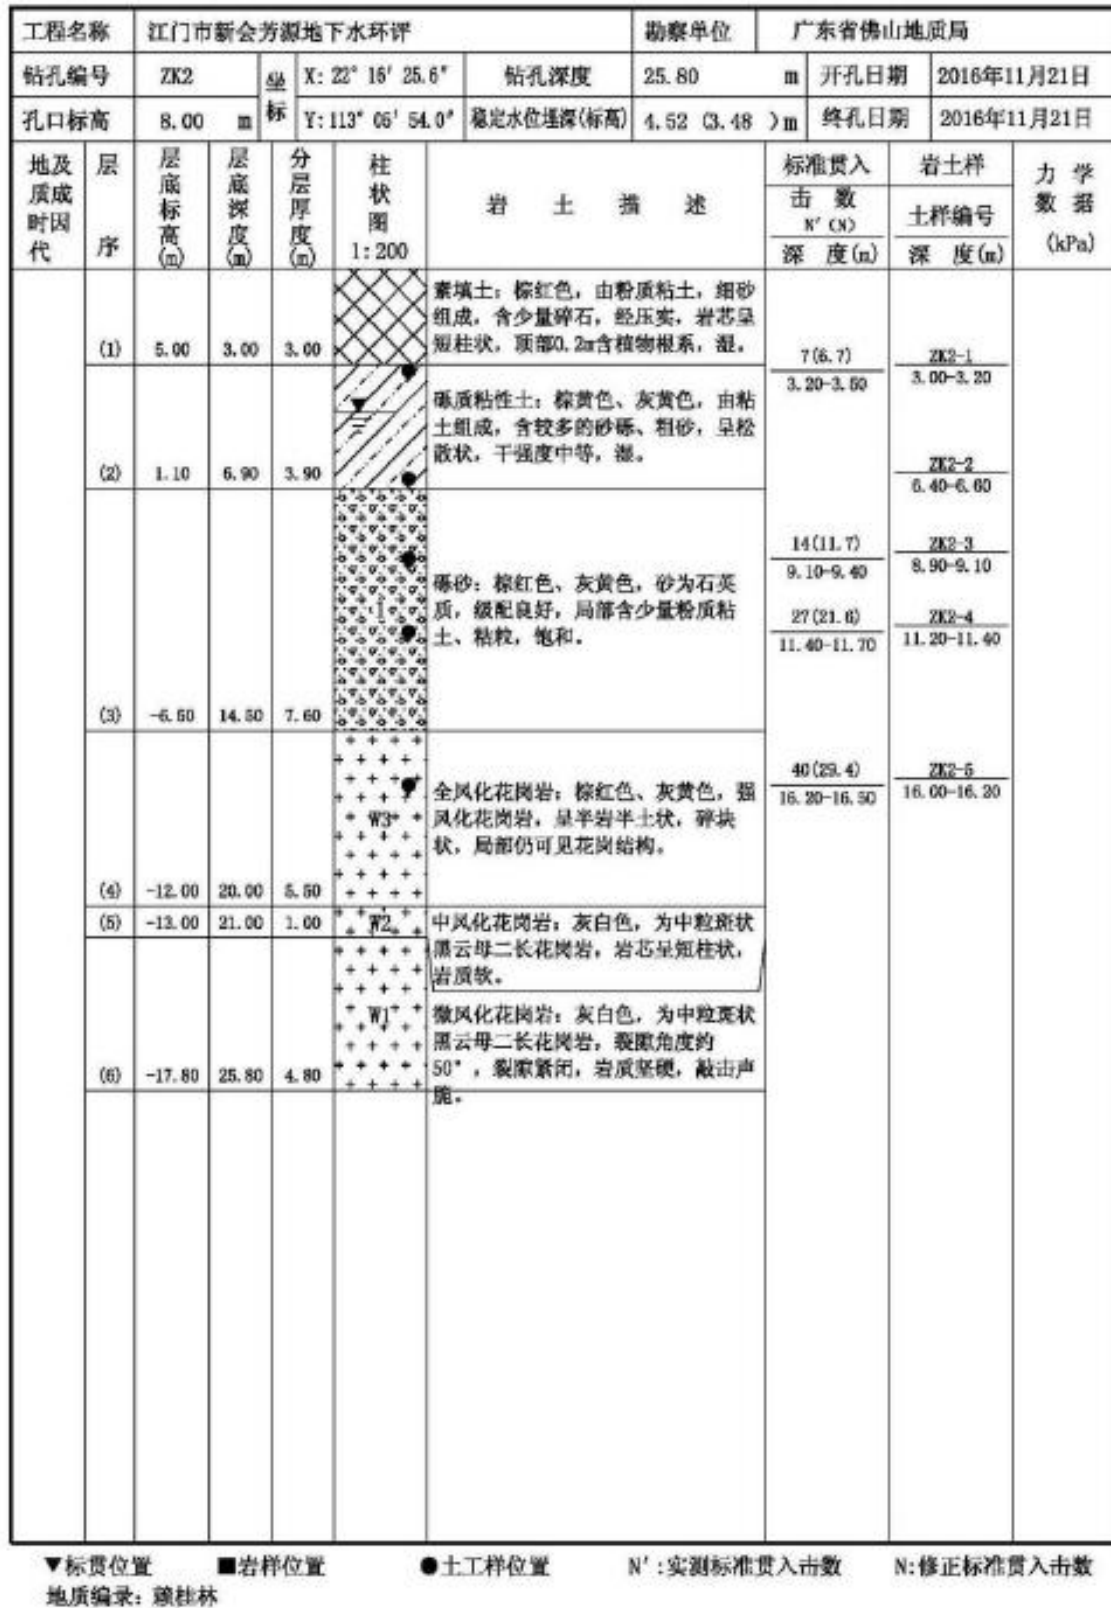 工程名称 江门市新会芳源地下水环评 勘察单位 广东省佛山地质局
钻孔编号 ZK2 坐标 X: 22° 16′ 25.6″ 钻孔深度 25.80 m 开孔日期 2016年11月21日
孔口标高 8.00 m Y:113° 06′ 54.0″ 稳定水位埋深(标高) 4.52 (3.48 )m 终孔日期 2016年11月21日
地质时代及成因 层序 层底标高(m) 层底深度(m) 分层厚度(m) 柱状图 1:200 岩土描述 标准贯入 岩土样 力学数据 (kPa)
击数 N′(N) 土样编号
深度(m) 深度(m)
素填土：棕红色，由粉质粘土，细砂
组成，含少量碎石，经压实，岩芯呈
短柱状，顶部0.2m含植物根系，湿。
(1) 5.00 3.00 3.00
7(6.7) ZK2-1
3.20-3.50 3.00-3.20
砾质粘性土：棕黄色、灰黄色，由粘
土组成，含较多的砂砾、粗砂，呈松
散状，干强度中等，湿。
(2) 1.10 6.90 3.90
ZK2-2
6.40-6.60
14(11.7) ZK2-3
9.10-9.40 8.90-9.10
砾砂：棕红色、灰黄色，砂为石英
质，级配良好，局部含少量粉质粘
土、粘粒，饱和。
27(21.6) ZK2-4
11.40-11.70 11.20-11.40
(3) -6.50 14.50 7.60
40(29.4) ZK2-5
16.20-16.50 16.00-16.20
全风化花岗岩：棕红色、灰黄色，强
风化花岗岩，呈半岩半土状，碎块
状，局部仍可见花岗结构。
W3
(4) -12.00 20.00 5.50
(5) -13.00 21.00 1.00 W2 中风化花岗岩：灰白色，为中粒斑状
黑云母二长花岗岩，岩芯呈短柱状，
岩质软。
W1 微风化花岗岩：灰白色，为中粒斑状
黑云母二长花岗岩，裂隙角度约
50°，裂隙紧闭，岩质坚硬，敲击声
脆。
(6) -17.80 25.80 4.80
▼标贯位置 ■岩样位置 ●土工样位置 N′:实测标准贯入击数 N:修正标准贯入击数
地质编录：赖桂林